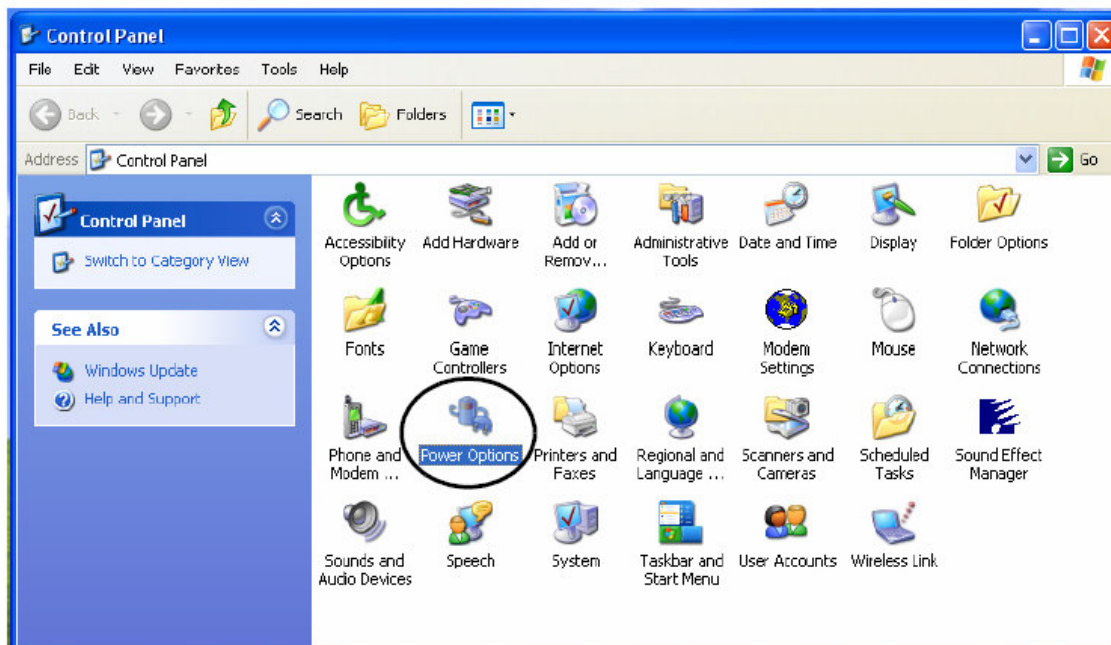 Control Panel
File Edit View Favorites Tools Help
Back Search Folders
Address Control Panel Go
Control Panel
Switch to Category View
See Also
Windows Update
Help and Support
Accessibility Add Hardware Add or Administrative Date and Time Display Folder Options
Options Remov... Tools
Fonts Game Internet Keyboard Modem Mouse Network
Controllers Options Settings Connections
Phone and Power Options Printers and Regional and Scanners and Scheduled Sound Effect
Modem ... Faxes Language ... Cameras Tasks Manager
Sounds and Speech System Taskbar and User Accounts Wireless Link
Audio Devices Start Menu